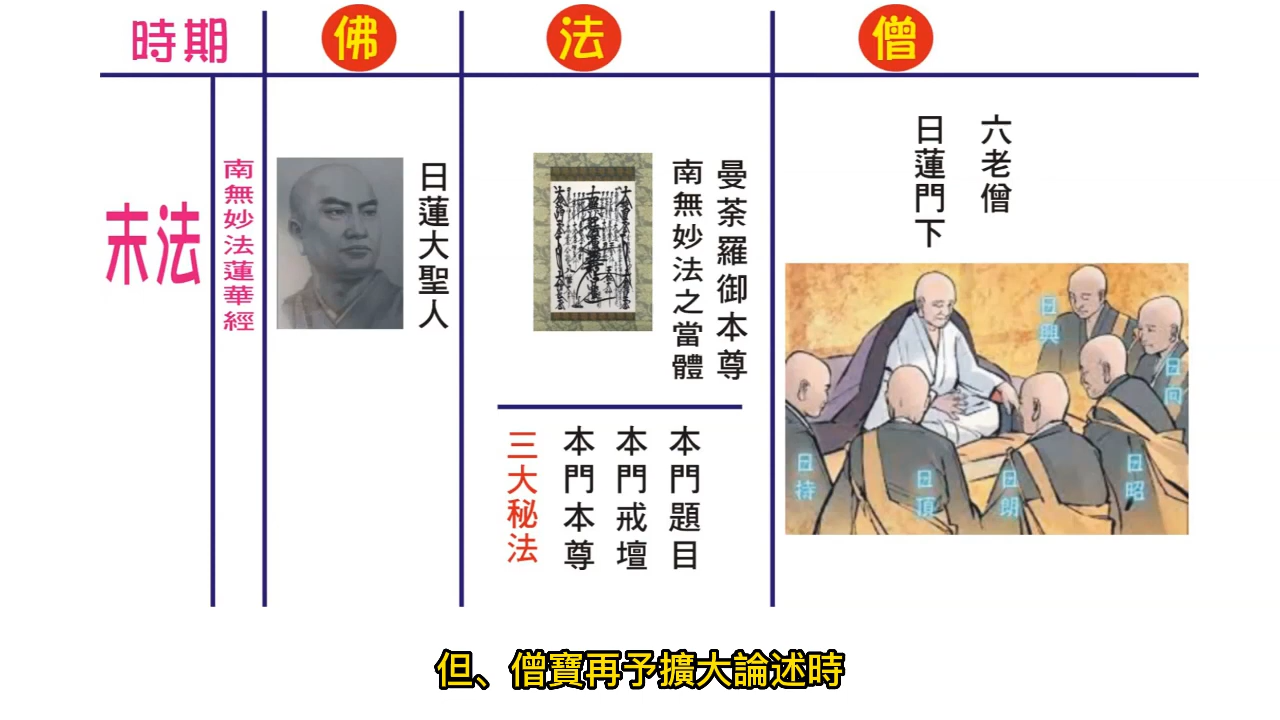 時期
佛
法
僧
末法
南無妙法蓮華經
日蓮大聖人
曼荼羅御本尊
南無妙法之當體
本門題目
本門戒壇
本門本尊
三大秘法
六老僧
日蓮門下
日興
日向
日持
日頂
日朗
日昭
但、僧寶再予擴大論述時